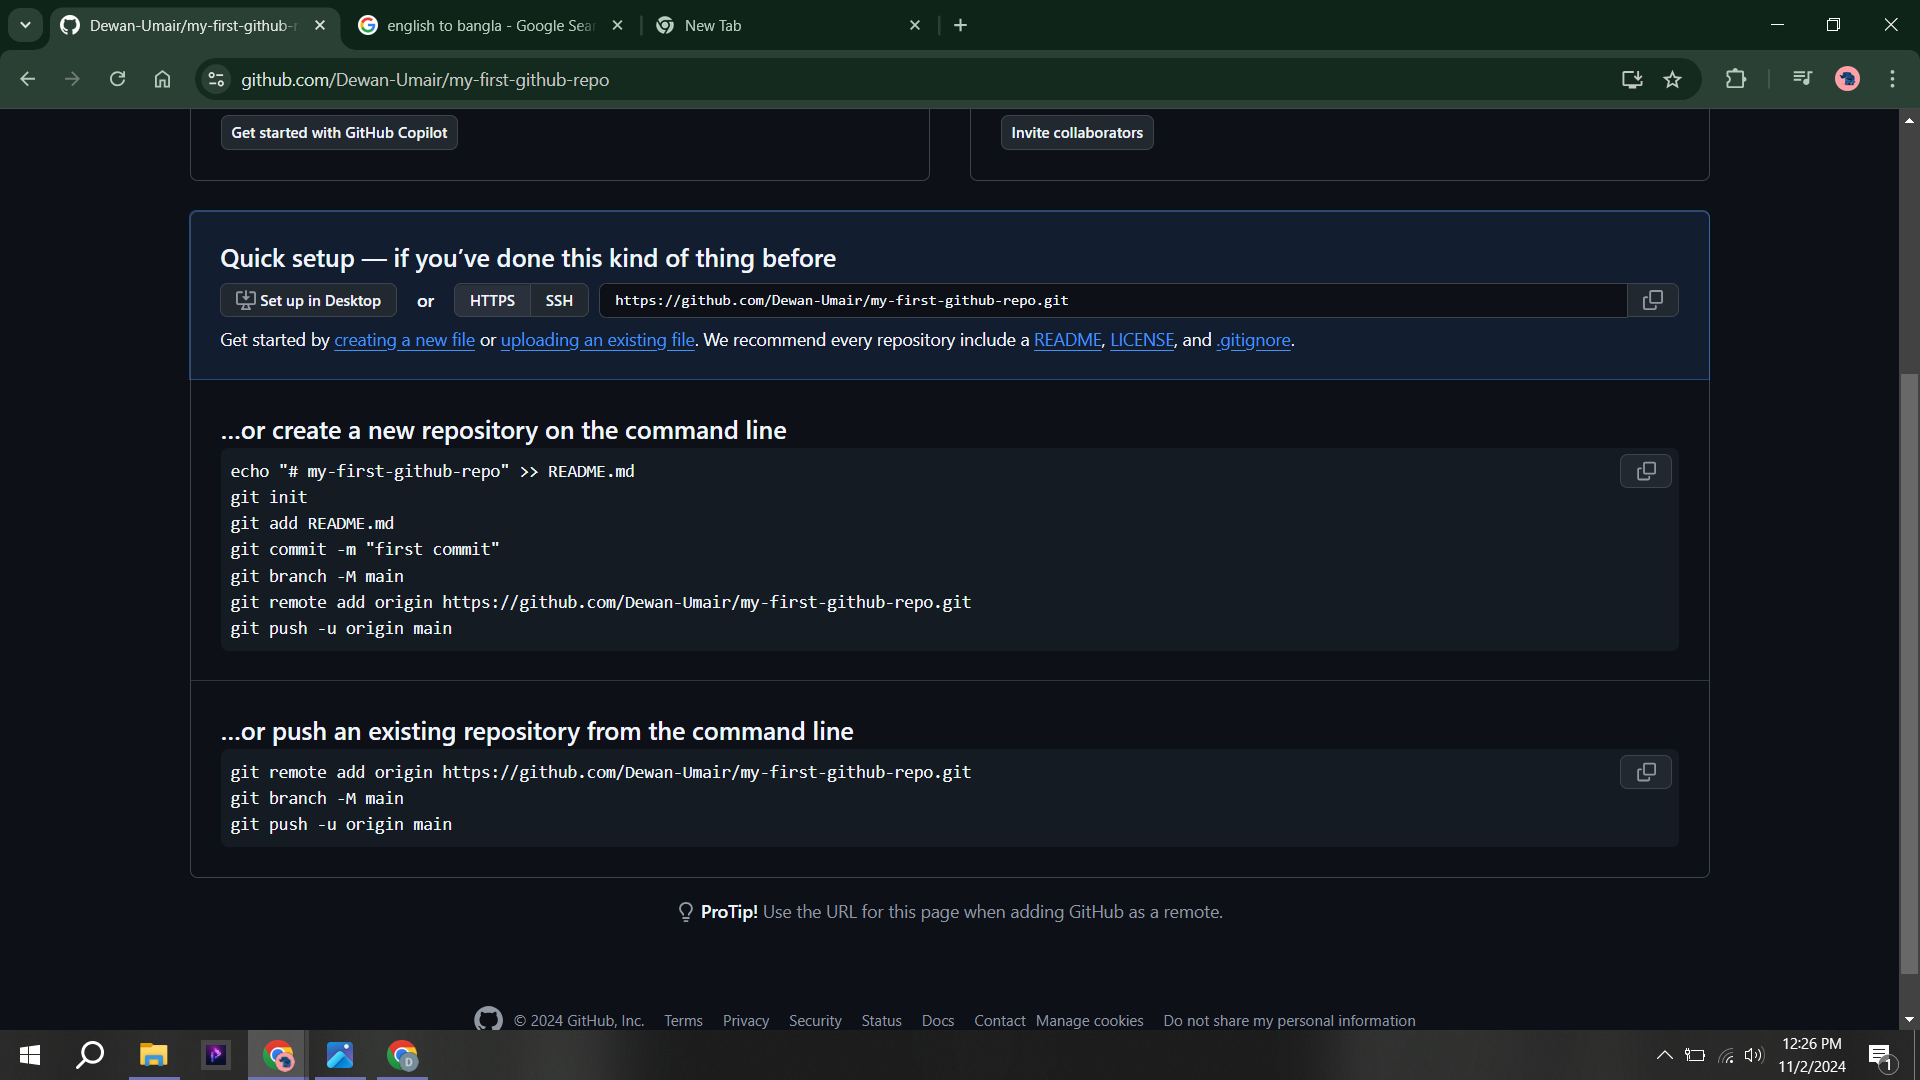 Dewan-Umair/my-first-github-r
english to bangla - Google Sea
New Tab
github.com/Dewan-Umair/my-first-github-repo
Get started with GitHub Copilot
Invite collaborators
Quick setup — if you’ve done this kind of thing before
Set up in Desktop or HTTPS SSH https://github.com/Dewan-Umair/my-first-github-repo.git
Get started by creating a new file or uploading an existing file. We recommend every repository include a README, LICENSE, and .gitignore.
…or create a new repository on the command line
echo "# my-first-github-repo" >> README.md
git init
git add README.md
git commit -m "first commit"
git branch -M main
git remote add origin https://github.com/Dewan-Umair/my-first-github-repo.git
git push -u origin main
…or push an existing repository from the command line
git remote add origin https://github.com/Dewan-Umair/my-first-github-repo.git
git branch -M main
git push -u origin main
ProTip! Use the URL for this page when adding GitHub as a remote.
© 2024 GitHub, Inc. Terms Privacy Security Status Docs Contact Manage cookies Do not share my personal information
12:26 PM
11/2/2024
1